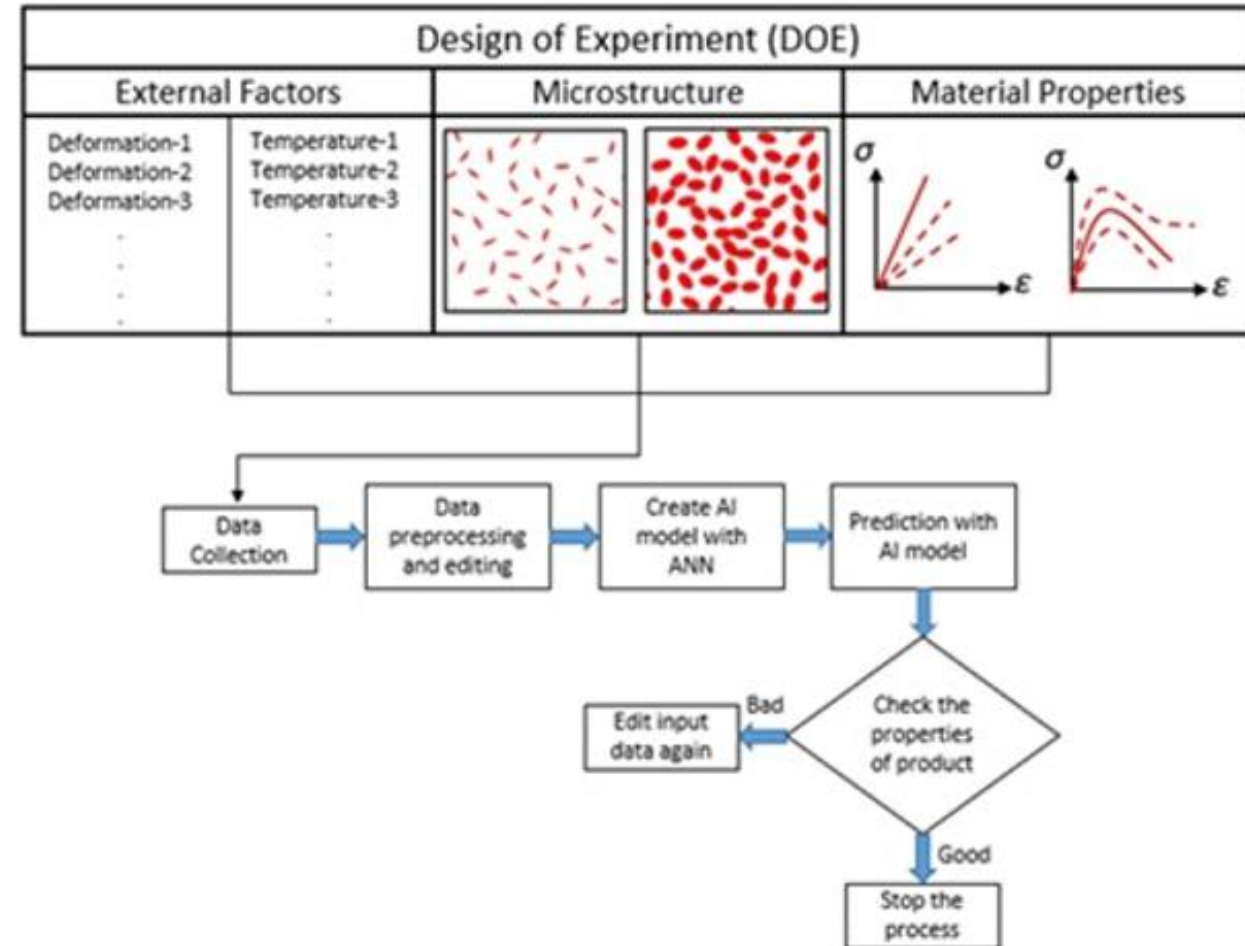 Design of Experiment (DOE)
External Factors
Microstructure
Material Properties
Deformation-1
Deformation-2
Deformation-3
.
.
.
.
Temperature-1
Temperature-2
Temperature-3
.
.
.
.
σ
ε
σ
ε
Data
Collection
Data
preprocessing
and editing
Create AI
model with
ANN
Prediction with
AI model
Check the
properties
of product
Bad
Edit input
data again
Good
Stop the
process